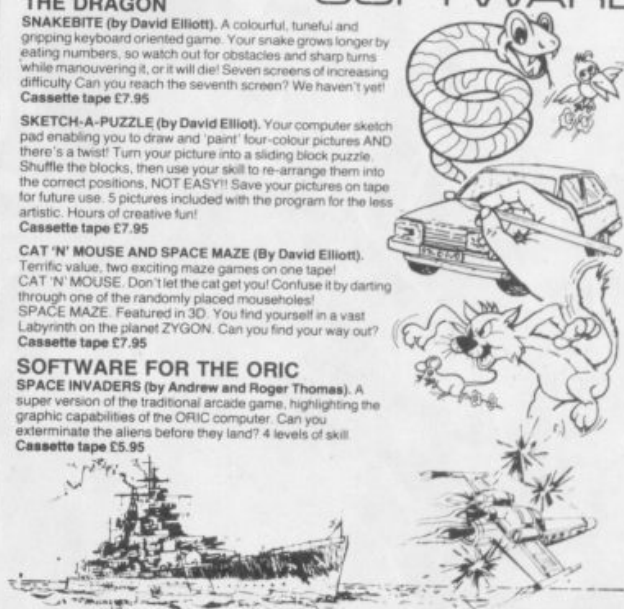 THE DRAGON
SOFTWARE
SNAKEBITE (by David Elliott). A colourful, tuneful and
gripping keyboard oriented game. Your snake grows longer by
eating numbers, so watch out for obstacles and sharp turns
while manouvering it, or it will die! Seven screens of increasing
difficulty Can you reach the seventh screen? We haven't yet!
Cassette tape £7.95
SKETCH-A-PUZZLE (by David Elliot). Your computer sketch
pad enabling you to draw and 'paint' four-colour pictures AND
there's a twist! Turn your picture into a sliding block puzzle.
Shuffle the blocks, then use your skill to re-arrange them into
the correct positions, NOT EASY!! Save your pictures on tape
for future use. 5 pictures included with the program for the less
artistic. Hours of creative fun!
Cassette tape £7.95
CAT 'N' MOUSE AND SPACE MAZE (By David Elliott).
Terrific value, two exciting maze games on one tape!
CAT 'N' MOUSE. Don't let the cat get you! Confuse it by darting
through one of the randomly placed mouseholes!
SPACE MAZE. Featured in 3D. You find yourself in a vast
Labyrinth on the planet ZYGON. Can you find your way out?
Cassette tape £7.95
SOFTWARE FOR THE ORIC
SPACE INVADERS (by Andrew and Roger Thomas). A
super version of the traditional arcade game, highlighting the
graphic capabilities of the ORIC computer. Can you
exterminate the aliens before they land? 4 levels of skill
Cassette tape £5.95